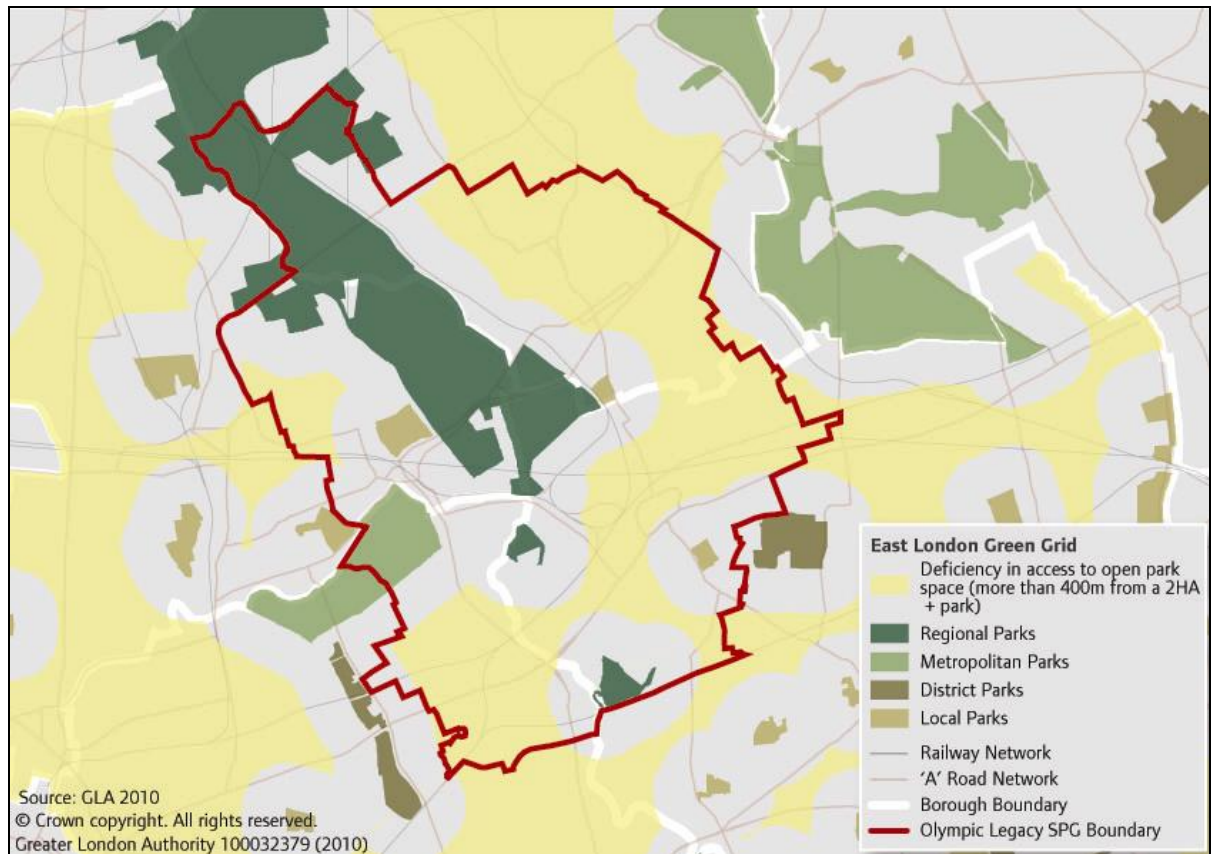 East London Green Grid
Deficiency in access to open park
space (more than 400m from a 2HA
+ park)
Regional Parks
Metropolitan Parks
District Parks
Local Parks
Railway Network
‘A’ Road Network
Borough Boundary
Olympic Legacy SPG Boundary
Source: GLA 2010
© Crown copyright. All rights reserved.
Greater London Authority 100032379 (2010)